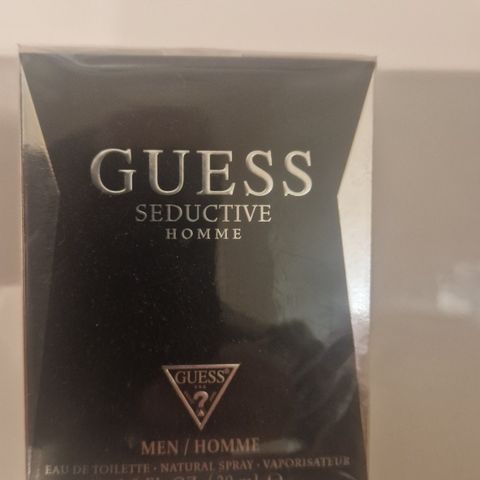 GUESS
SEDUCTIVE
HOMME
GUESS®
?
MEN / HOMME
EAU DE TOILETTE · NATURAL SPRAY · VAPORISATEUR